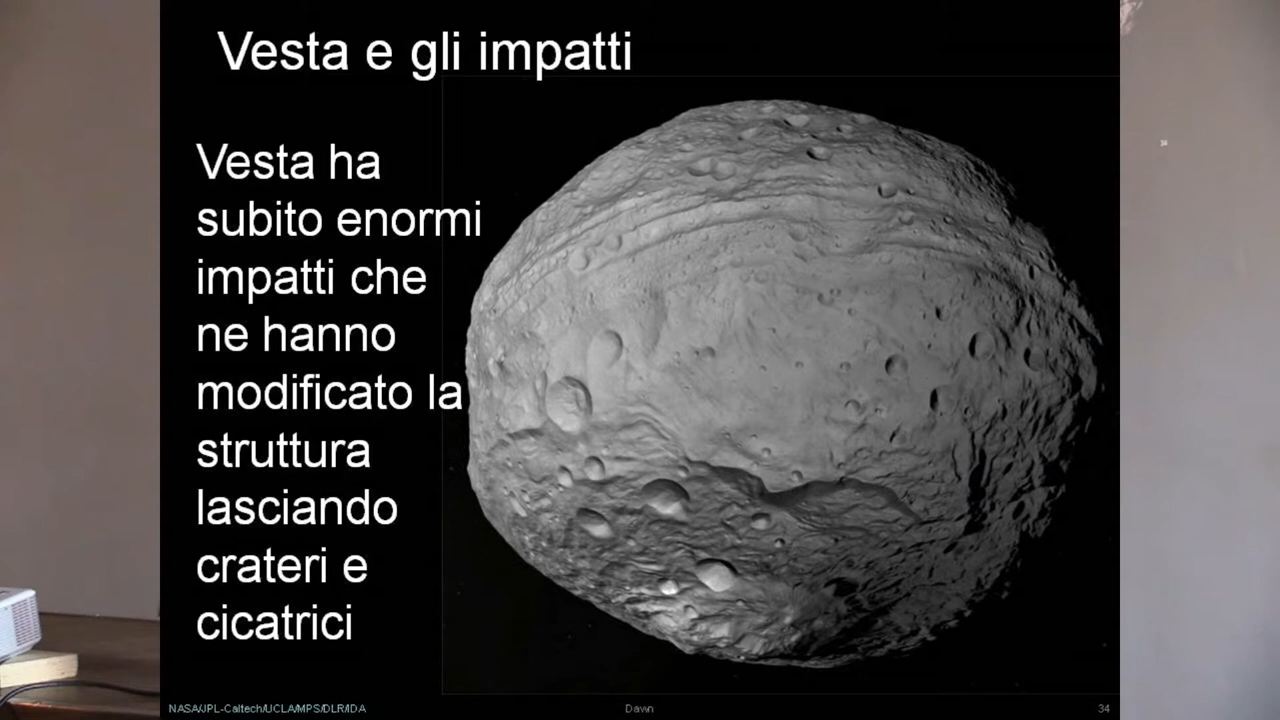 Vesta e gli impatti
Vesta ha
subito enormi
impatti che
ne hanno
modificato la
struttura
lasciando
crateri e
cicatrici
NASA/JPL-Caltech/UCLA/MPS/DLR/IDA
Dawn
34